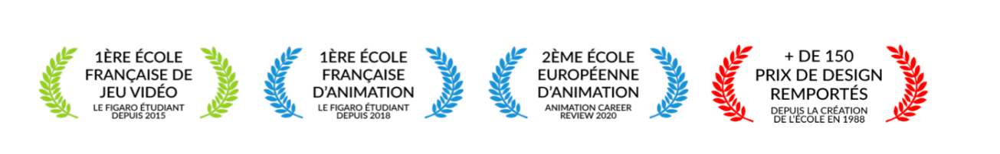 1ÈRE ÉCOLE
FRANÇAISE DE
JEU VIDÉO
LE FIGARO ÉTUDIANT
DEPUIS 2015
1ÈRE ÉCOLE
FRANÇAISE
D'ANIMATION
LE FIGARO ÉTUDIANT
DEPUIS 2018
2ÈME ÉCOLE
EUROPÉENNE
D'ANIMATION
ANIMATION CAREER
REVIEW 2020
+ DE 150
PRIX DE DESIGN
REMPORTÉS
DEPUIS LA CRÉATION
DE L'ÉCOLE EN 1988